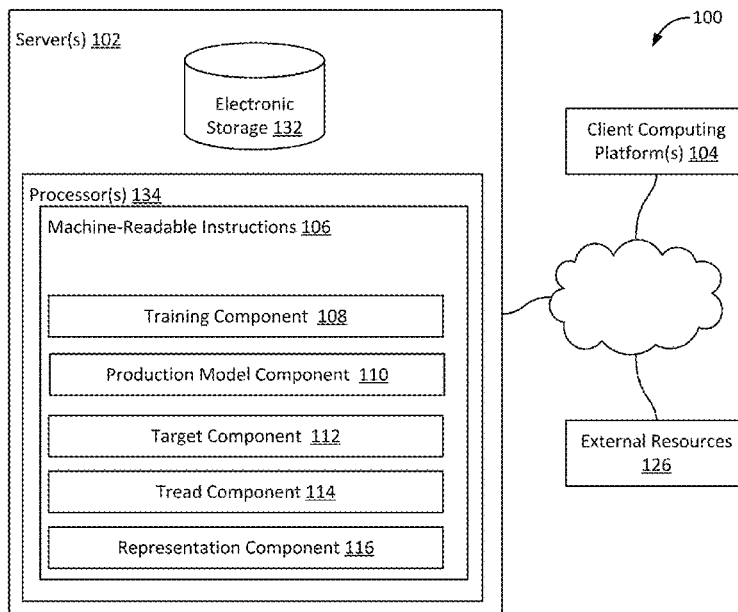 100
Server(s) 102
Electronic
Storage 132
Client Computing
Platform(s) 104
Processor(s) 134
Machine-Readable Instructions 106
Training Component 108
Production Model Component 110
Target Component 112
Tread Component 114
Representation Component 116
External Resources
126